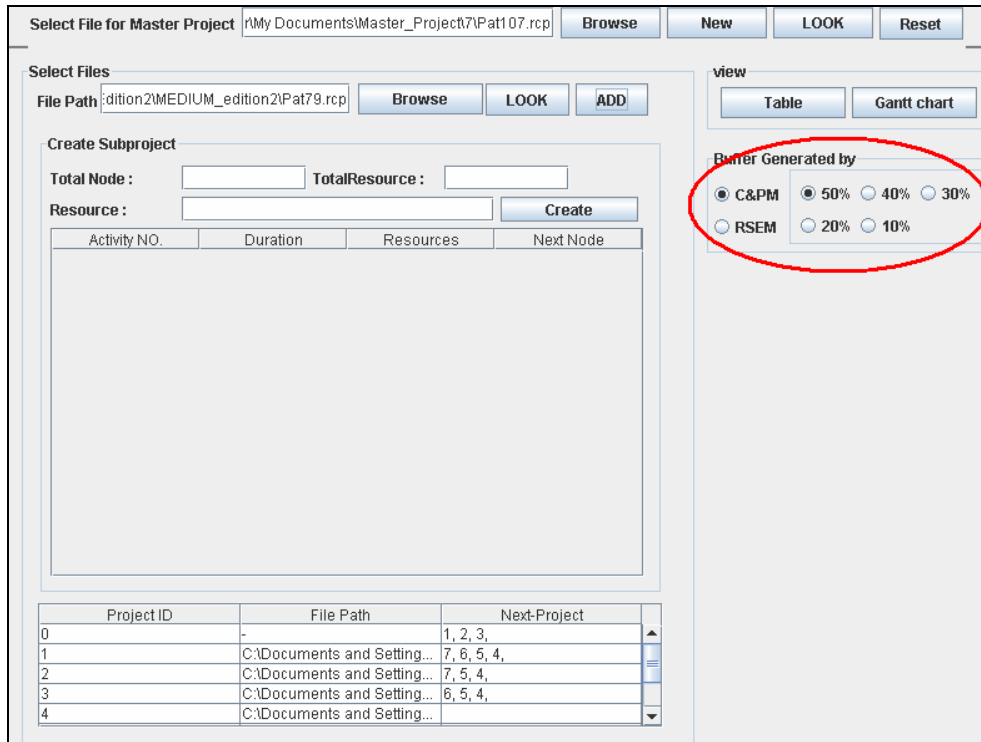 Select File for Master Project r\My Documents\Master_Project\7\Pat107.rcp Browse New LOOK Reset
Select Files
File Path :dition2\MEDIUM_edition2\Pat79.rcp Browse LOOK ADD
view
Table Gantt chart
Create Subproject
Total Node : TotalResource :
Resource : Create
Buffer Generated by
C&PM 50% 40% 30%
RSEM 20% 10%
Activity NO. Duration Resources Next Node
Project ID File Path Next-Project
0 - 1, 2, 3,
1 C:\Documents and Setting... 7, 6, 5, 4,
2 C:\Documents and Setting... 7, 5, 4,
3 C:\Documents and Setting... 6, 5, 4,
4 C:\Documents and Setting...